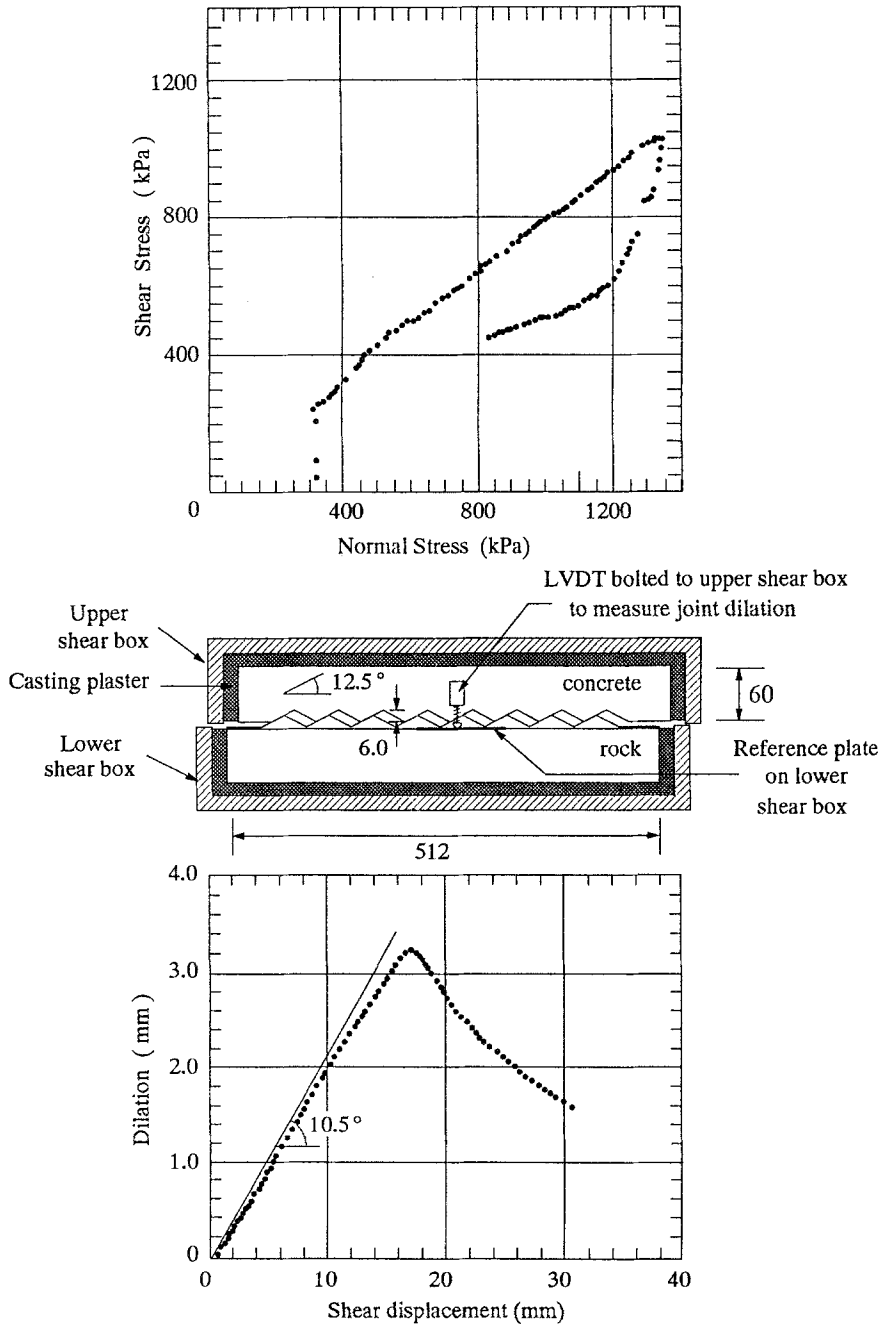 1200
800
400
0
400
800
1200
Shear Stress ( kPa )
Normal Stress (kPa)
LVDT bolted to upper shear box
to measure joint dilation
Upper
shear box
Casting plaster
12.5°
concrete
60
Lower
shear box
6.0
rock
Reference plate
on lower
shear box
512
4.0
3.0
2.0
1.0
0
Dilation ( mm )
10.5°
0
10
20
30
40
Shear displacement (mm)